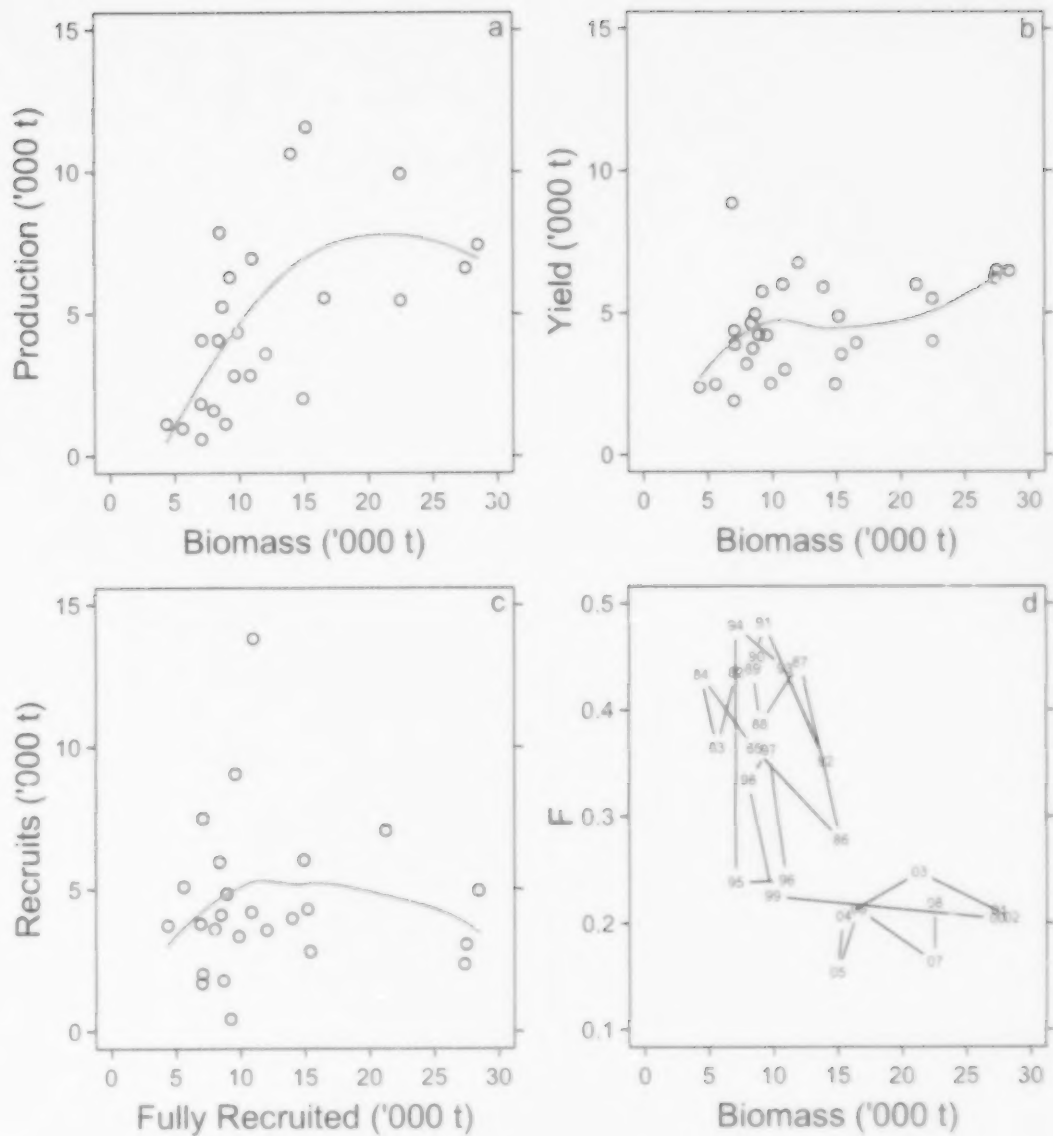 a
15
10
5
0
Production ('000 t)
0 5 10 15 20 25 30
Biomass ('000 t)
b
15
10
5
0
Yield ('000 t)
0 5 10 15 20 25 30
Biomass ('000 t)
c
15
10
5
0
Recruits ('000 t)
0 5 10 15 20 25 30
Fully Recruited ('000 t)
d
0.5
0.4
0.3
0.2
0.1
F
94 91
90 87
84 89
88
83
97
92
98
86
95 96
99
03
04
05 07
0 5 10 15 20 25 30
Biomass ('000 t)